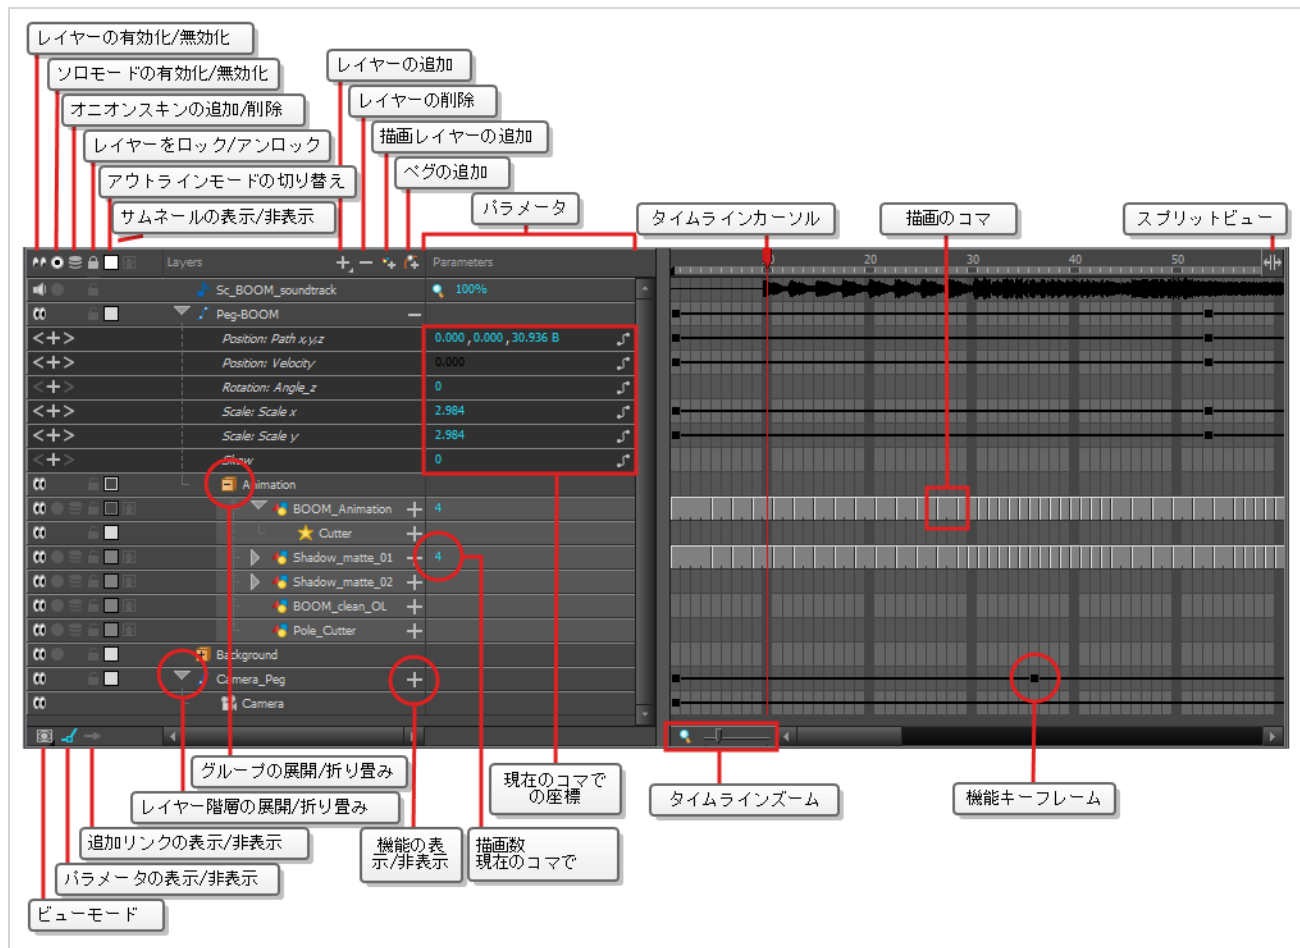 レイヤーの有効化/無効化
ソロモードの有効化/無効化
オニオンスキンの追加/削除
レイヤーをロック/アンロック
アウトラインモードの切り替え
サムネールの表示/非表示
レイヤーの追加
レイヤーの削除
描画レイヤーの追加
ペグの追加
パラメータ
タイムラインカーソル
描画のコマ
スプリットビュー
Layers
Parameters
20
30
40
50
Sc_BOOM_soundtrack
100%
Peg-BOOM
Position: Path x,y,z
0.000 , 0.000 , 30.936 B
Position: Velocity
0.000
Rotation: Angle_z
0
Scale: Scale x
2.984
Scale: Scale y
2.984
Skew
0
Animation
BOOM_Animation
4
Cutter
Shadow_matte_01
4
Shadow_matte_02
BOOM_clean_OL
Pole_Cutter
Background
Camera_Peg
Camera
グループの展開/折り畳み
レイヤー階層の展開/折り畳み
追加リンクの表示/非表示
パラメータの表示/非表示
ビューモード
機能の表
示/非表示
現在のコマで
の座標
描画数
現在のコマで
タイムラインズーム
機能キーフレーム